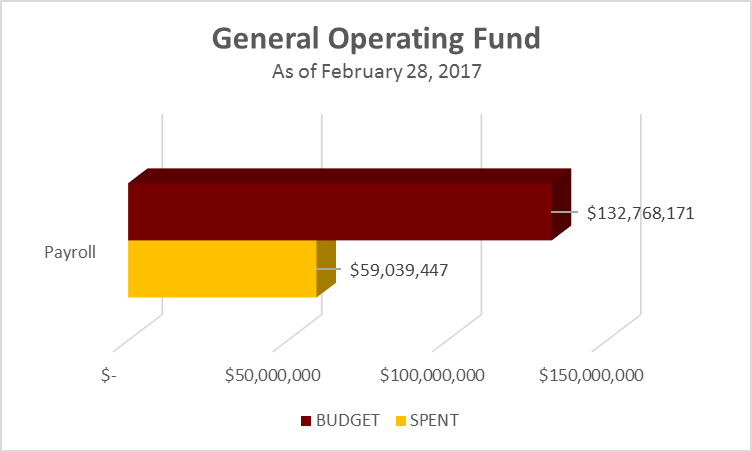 General Operating Fund
As of February 28, 2017
$132,768,171
Payroll
$59,039,447
$- $50,000,000 $100,000,000 $150,000,000
BUDGET SPENT